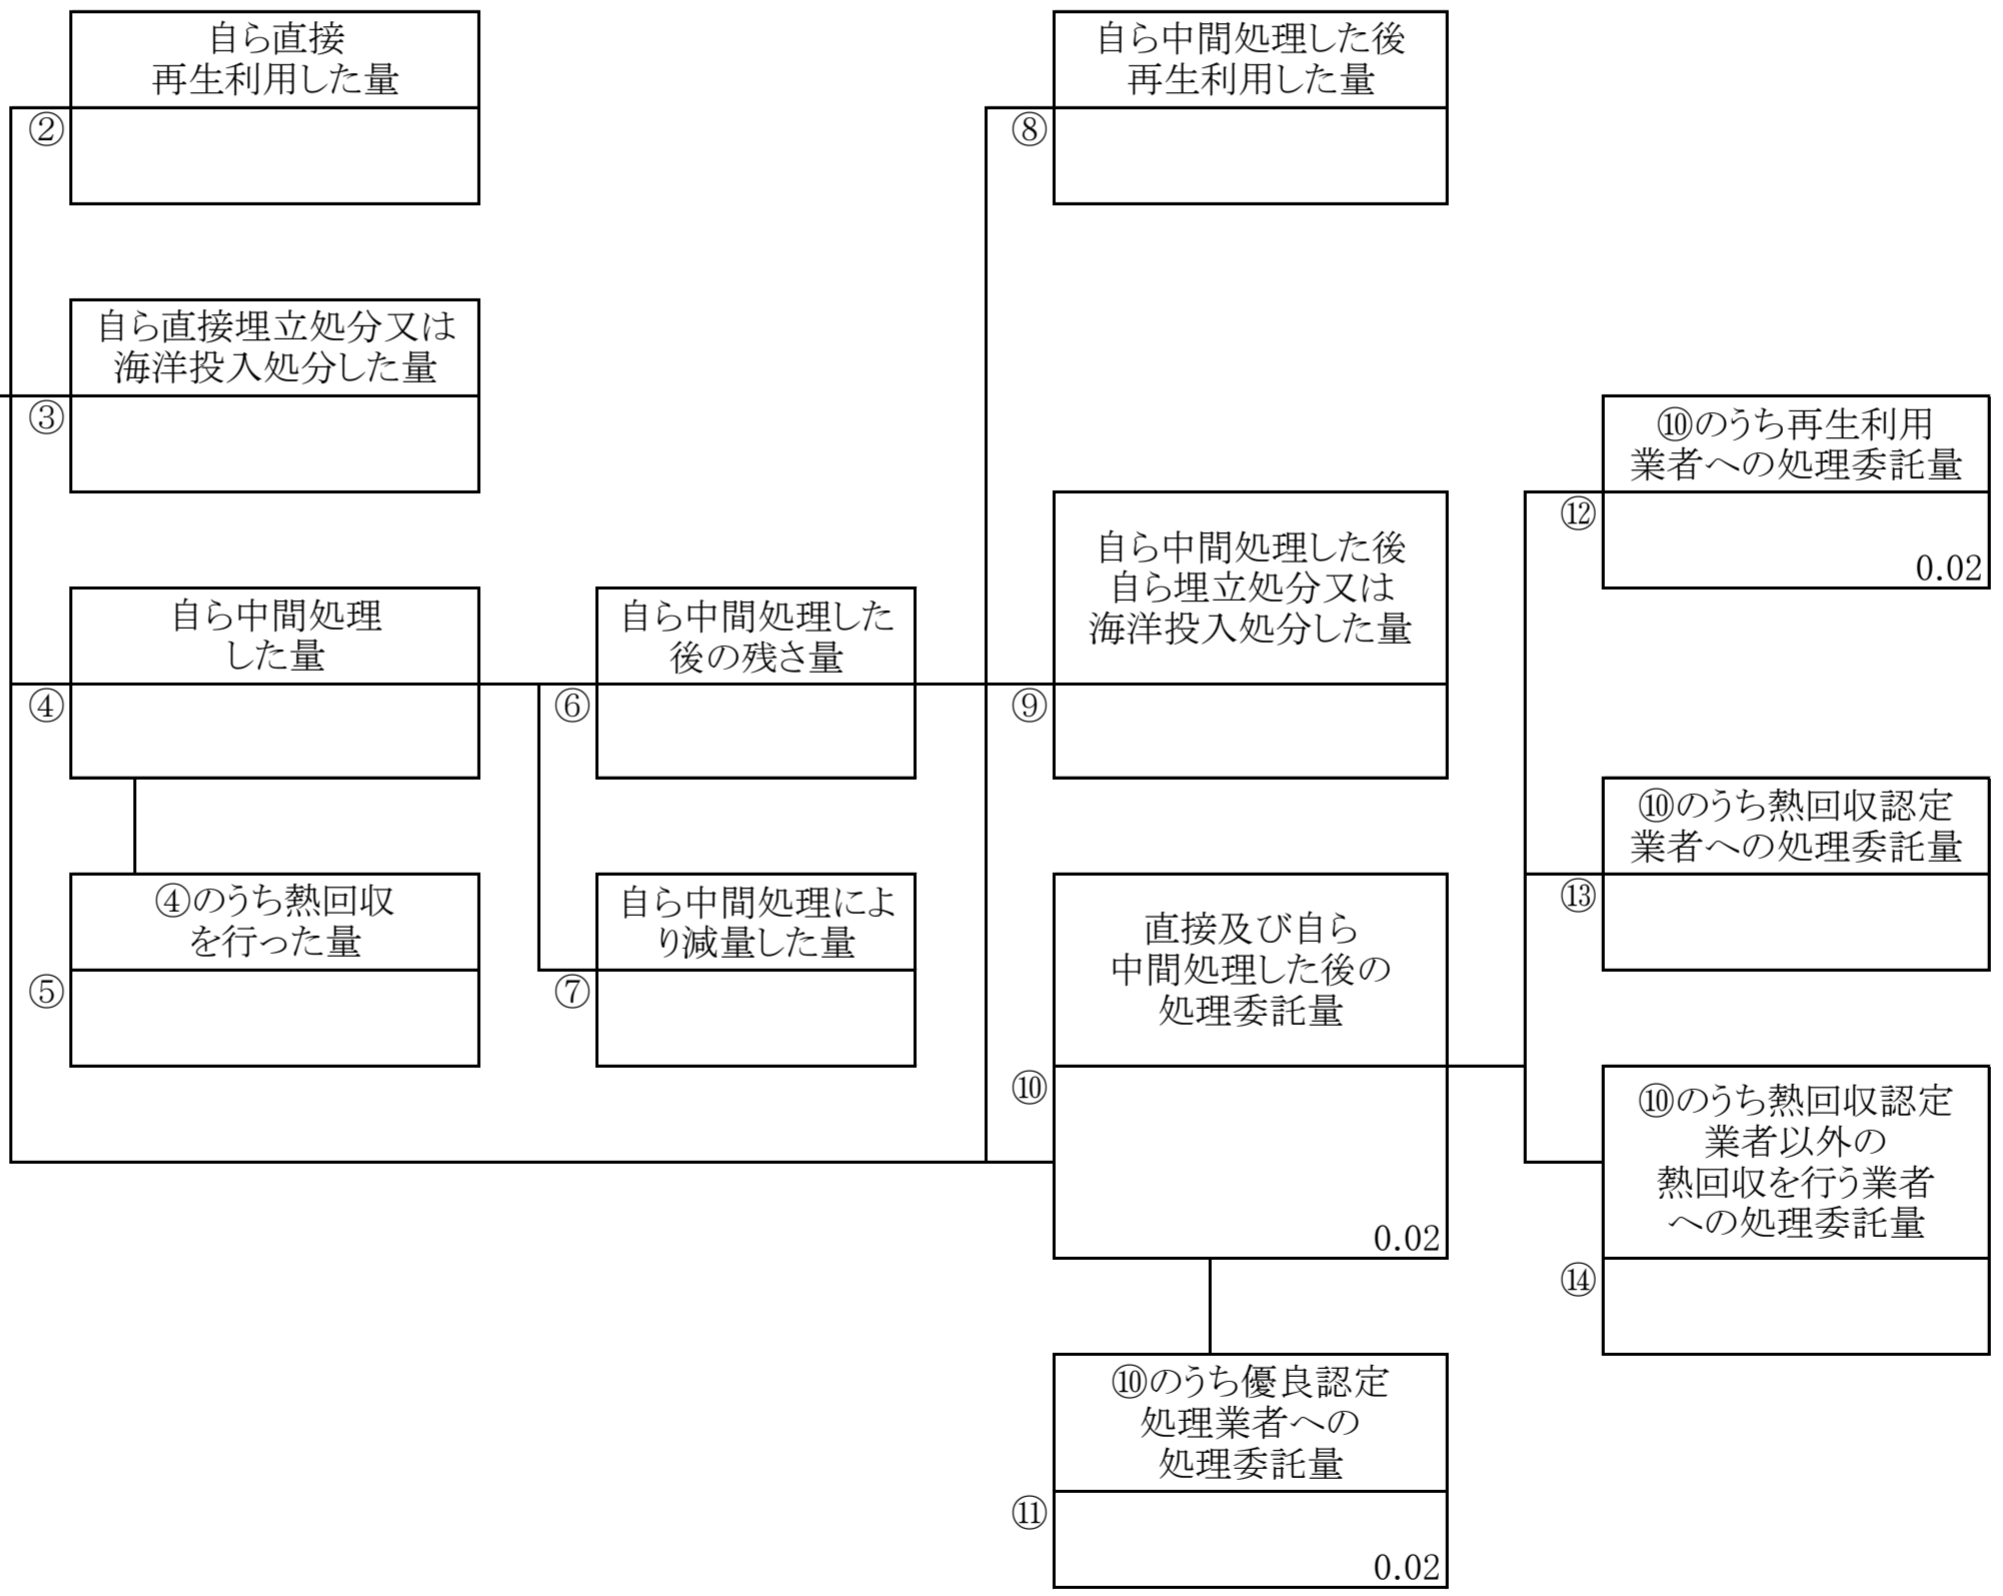 自ら直接
再生利用した量
②
自ら中間処理した後
再生利用した量
⑧
自ら直接埋立処分又は
海洋投入処分した量
③
⑩のうち再生利用
業者への処理委託量
⑫
0.02
自ら中間処理した後
自ら埋立処分又は
海洋投入処分した量
⑨
自ら中間処理
した量
④
自ら中間処理した
後の残さ量
⑥
⑩のうち熱回収認定
業者への処理委託量
⑬
④のうち熱回収
を行った量
⑤
自ら中間処理によ
り減量した量
⑦
直接及び自ら
中間処理した後の
処理委託量
⑩
0.02
⑩のうち熱回収認定
業者以外の
熱回収を行う業者
への処理委託量
⑭
⑩のうち優良認定
処理業者への
処理委託量
⑪
0.02